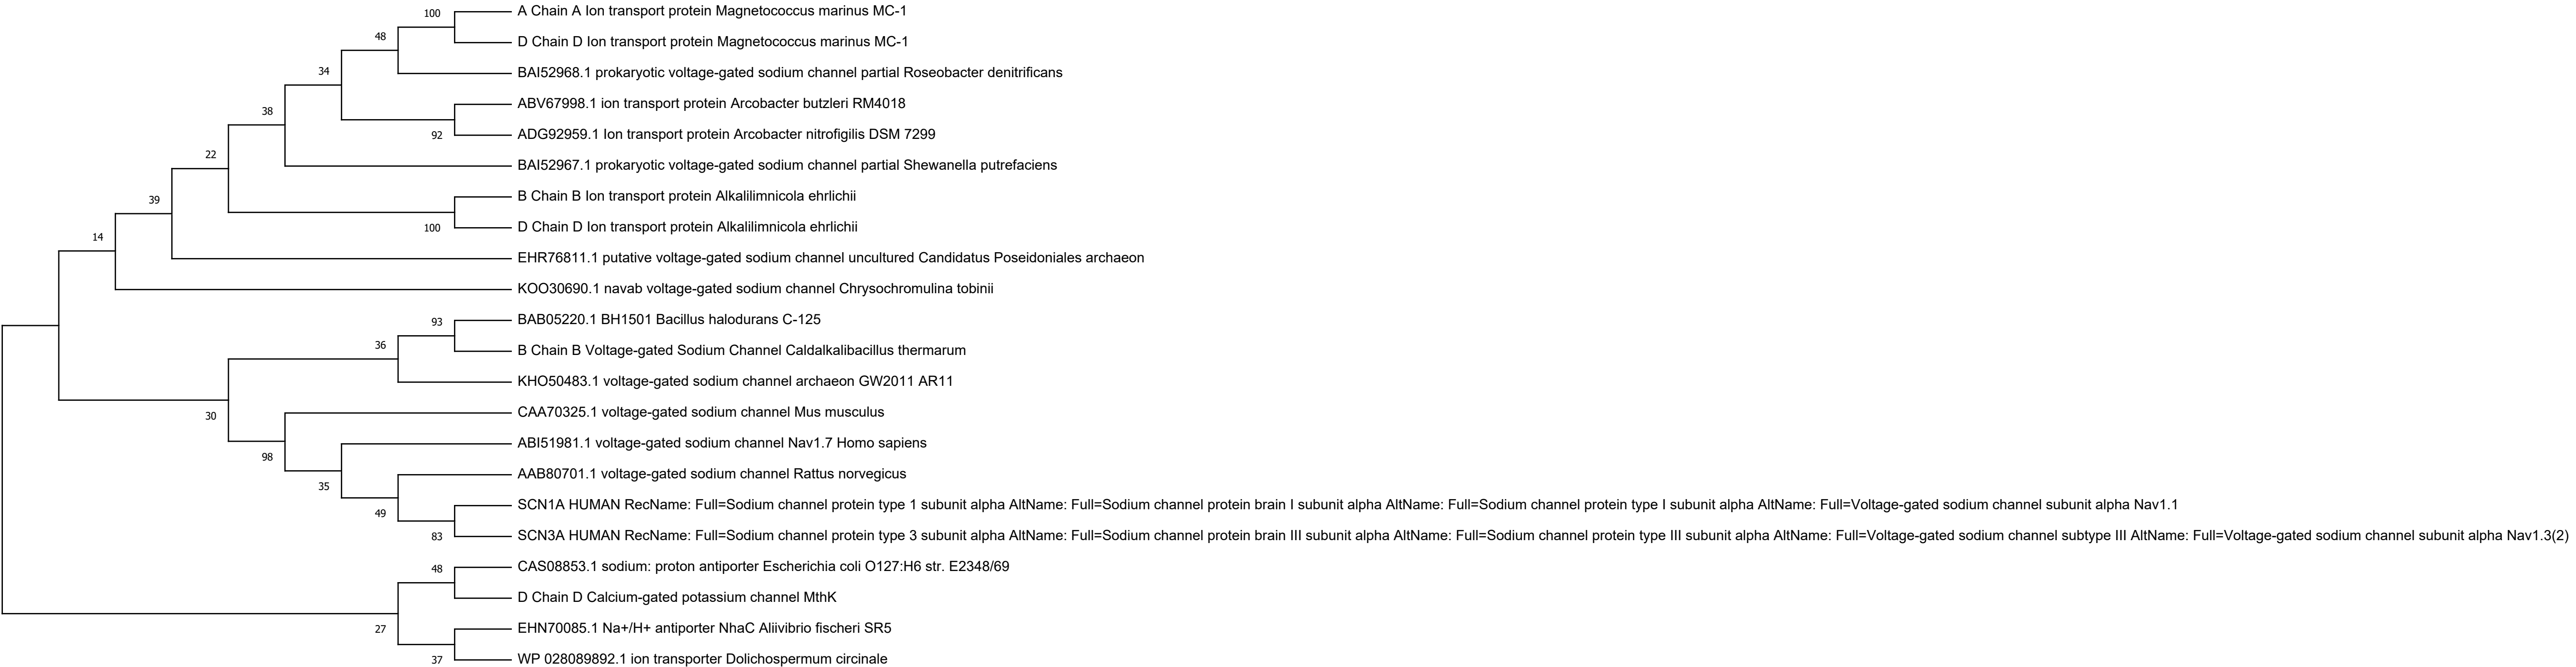 100
A Chain A Ion transport protein Magnetococcus marinus MC-1
48
D Chain D Ion transport protein Magnetococcus marinus MC-1
34
BAI52968.1 prokaryotic voltage-gated sodium channel partial Roseobacter denitrificans
38
ABV67998.1 ion transport protein Arcobacter butzleri RM4018
92
ADG92959.1 Ion transport protein Arcobacter nitrofigilis DSM 7299
22
BAI52967.1 prokaryotic voltage-gated sodium channel partial Shewanella putrefaciens
39
B Chain B Ion transport protein Alkalilimnicola ehrlichii
100
D Chain D Ion transport protein Alkalilimnicola ehrlichii
14
EHR76811.1 putative voltage-gated sodium channel uncultured Candidatus Poseidoniales archaeon
KOO30690.1 navab voltage-gated sodium channel Chrysochromulina tobinii
93
BAB05220.1 BH1501 Bacillus halodurans C-125
36
B Chain B Voltage-gated Sodium Channel Caldalkalibacillus thermarum
KHO50483.1 voltage-gated sodium channel archaeon GW2011 AR11
30
CAA70325.1 voltage-gated sodium channel Mus musculus
98
ABI51981.1 voltage-gated sodium channel Nav1.7 Homo sapiens
35
AAB80701.1 voltage-gated sodium channel Rattus norvegicus
49
SCN1A HUMAN RecName: Full=Sodium channel protein type 1 subunit alpha AltName: Full=Sodium channel protein brain I subunit alpha AltName: Full=Sodium channel protein type I subunit alpha AltName: Full=Voltage-gated sodium channel subunit alpha Nav1.1
83
SCN3A HUMAN RecName: Full=Sodium channel protein type 3 subunit alpha AltName: Full=Sodium channel protein brain III subunit alpha AltName: Full=Sodium channel protein type III subunit alpha AltName: Full=Voltage-gated sodium channel subtype III AltName: Full=Voltage-gated sodium channel subunit alpha Nav1.3(2)
48
CAS08853.1 sodium: proton antiporter Escherichia coli O127:H6 str. E2348/69
D Chain D Calcium-gated potassium channel MthK
27
EHN70085.1 Na+/H+ antiporter NhaC Aliivibrio fischeri SR5
37
WP 028089892.1 ion transporter Dolichospermum circinale